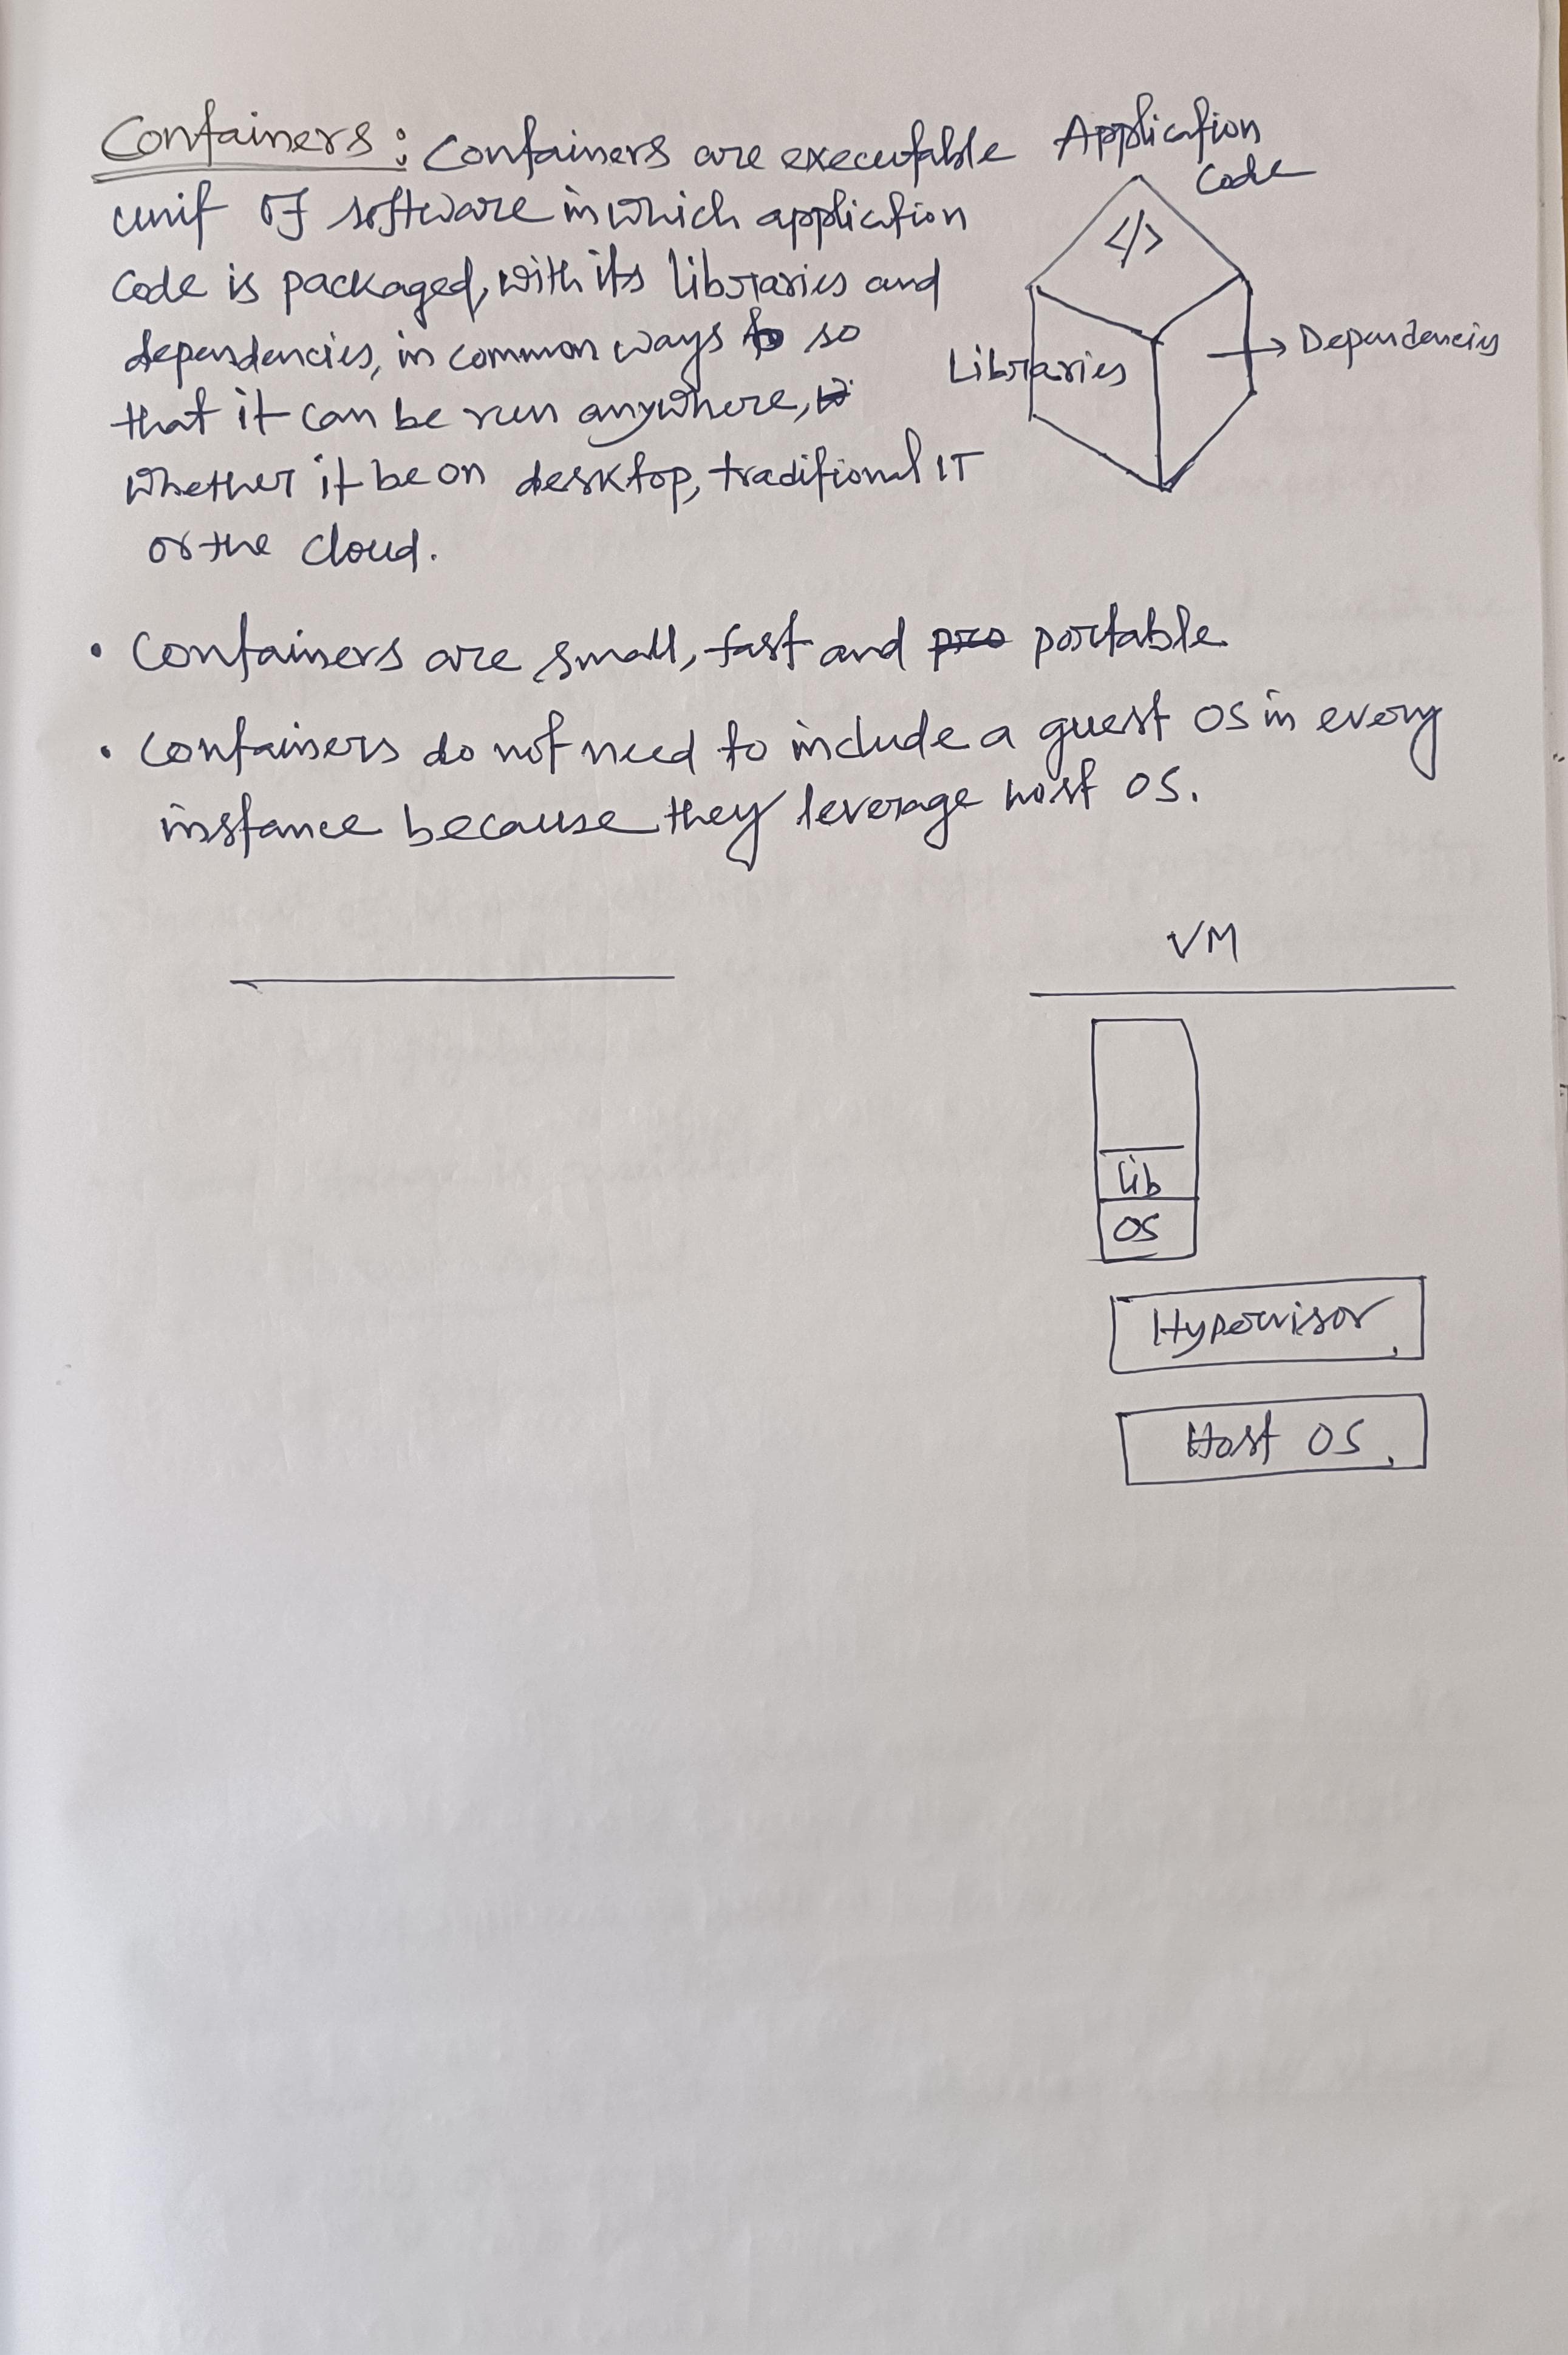 Containers: Containers are executable
unit of software in which application
code is packaged, with its libraries and
dependencies, in common ways to so
that it can be run anywhere, w
whether it be on desktop, traditional IT
or the cloud.
Application
Code
</>
Libraries
Dependencies
• Containers are small, fast and pro portable
• Containers do not need to include a guest OS in every
instance because they leverage host OS.
VM
lib
OS
Hypervisor
Host OS